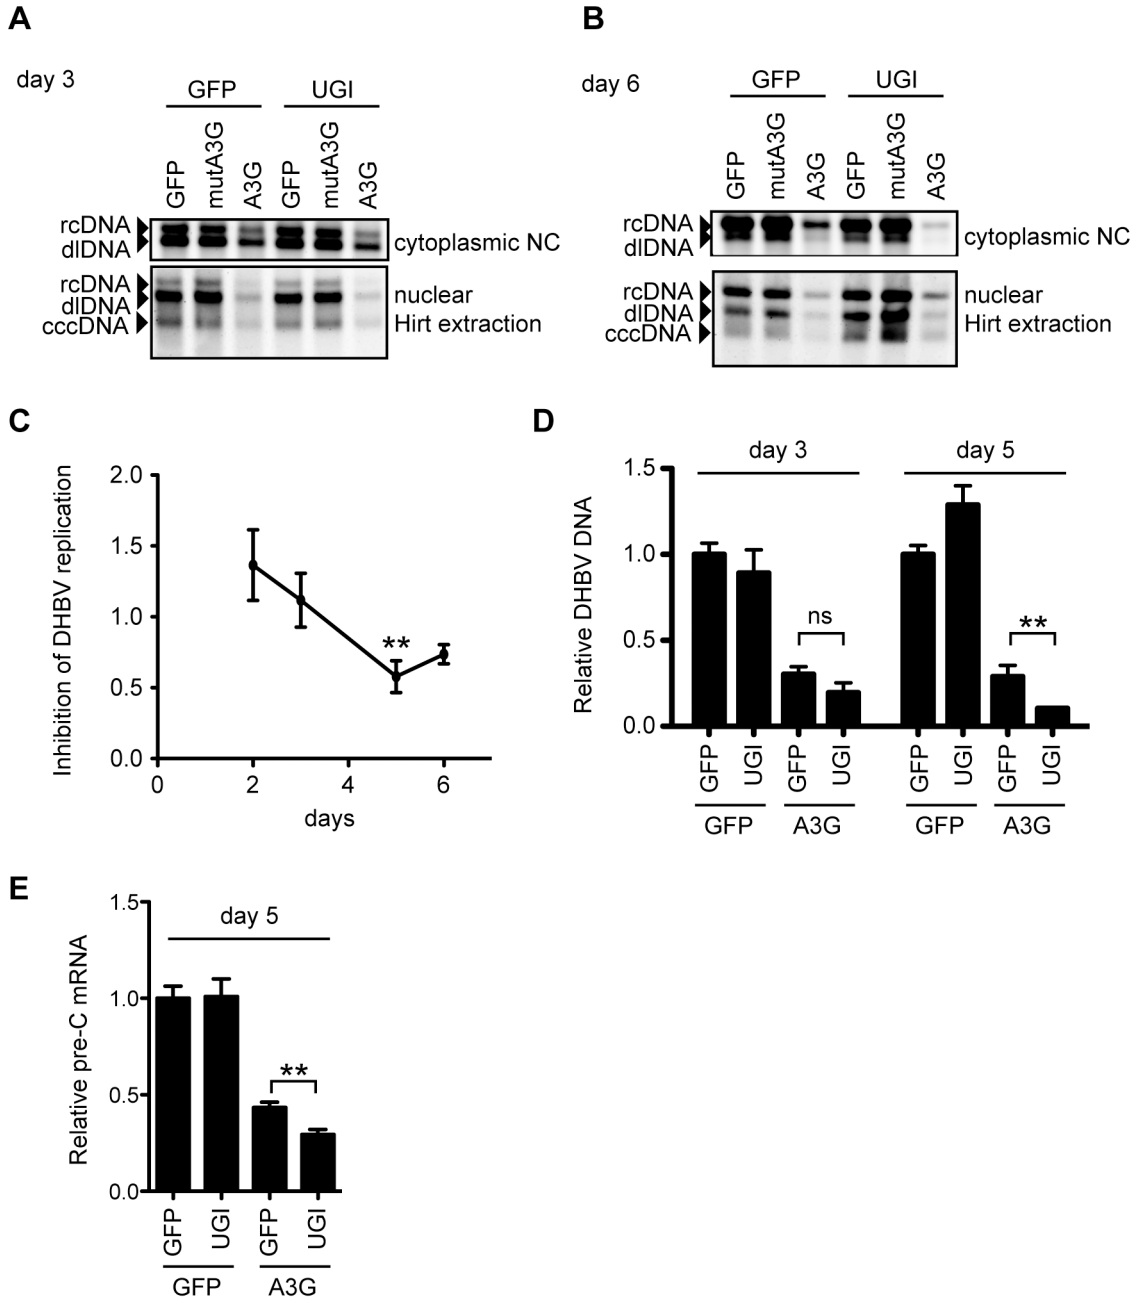 A
day 3
GFP UGI
GFP mutA3G A3G GFP mutA3G A3G
rcDNA
dlDNA
cytoplasmic NC
rcDNA
dlDNA
cccDNA
nuclear
Hirt extraction
B
day 6
GFP UGI
GFP mutA3G A3G GFP mutA3G A3G
rcDNA
dlDNA
cytoplasmic NC
rcDNA
dlDNA
cccDNA
nuclear
Hirt extraction
C
Inhibition of DHBV replication
2.0
1.5
1.0
0.5
0.0
**
0 2 4 6
days
D
Relative DHBV DNA
day 3 day 5
1.5
1.0
0.5
0.0
ns **
GFP UGI GFP UGI GFP UGI GFP UGI
GFP A3G GFP A3G
E
Relative pre-C mRNA
day 5
1.5
1.0
0.5
0.0
**
GFP UGI GFP UGI
GFP A3G